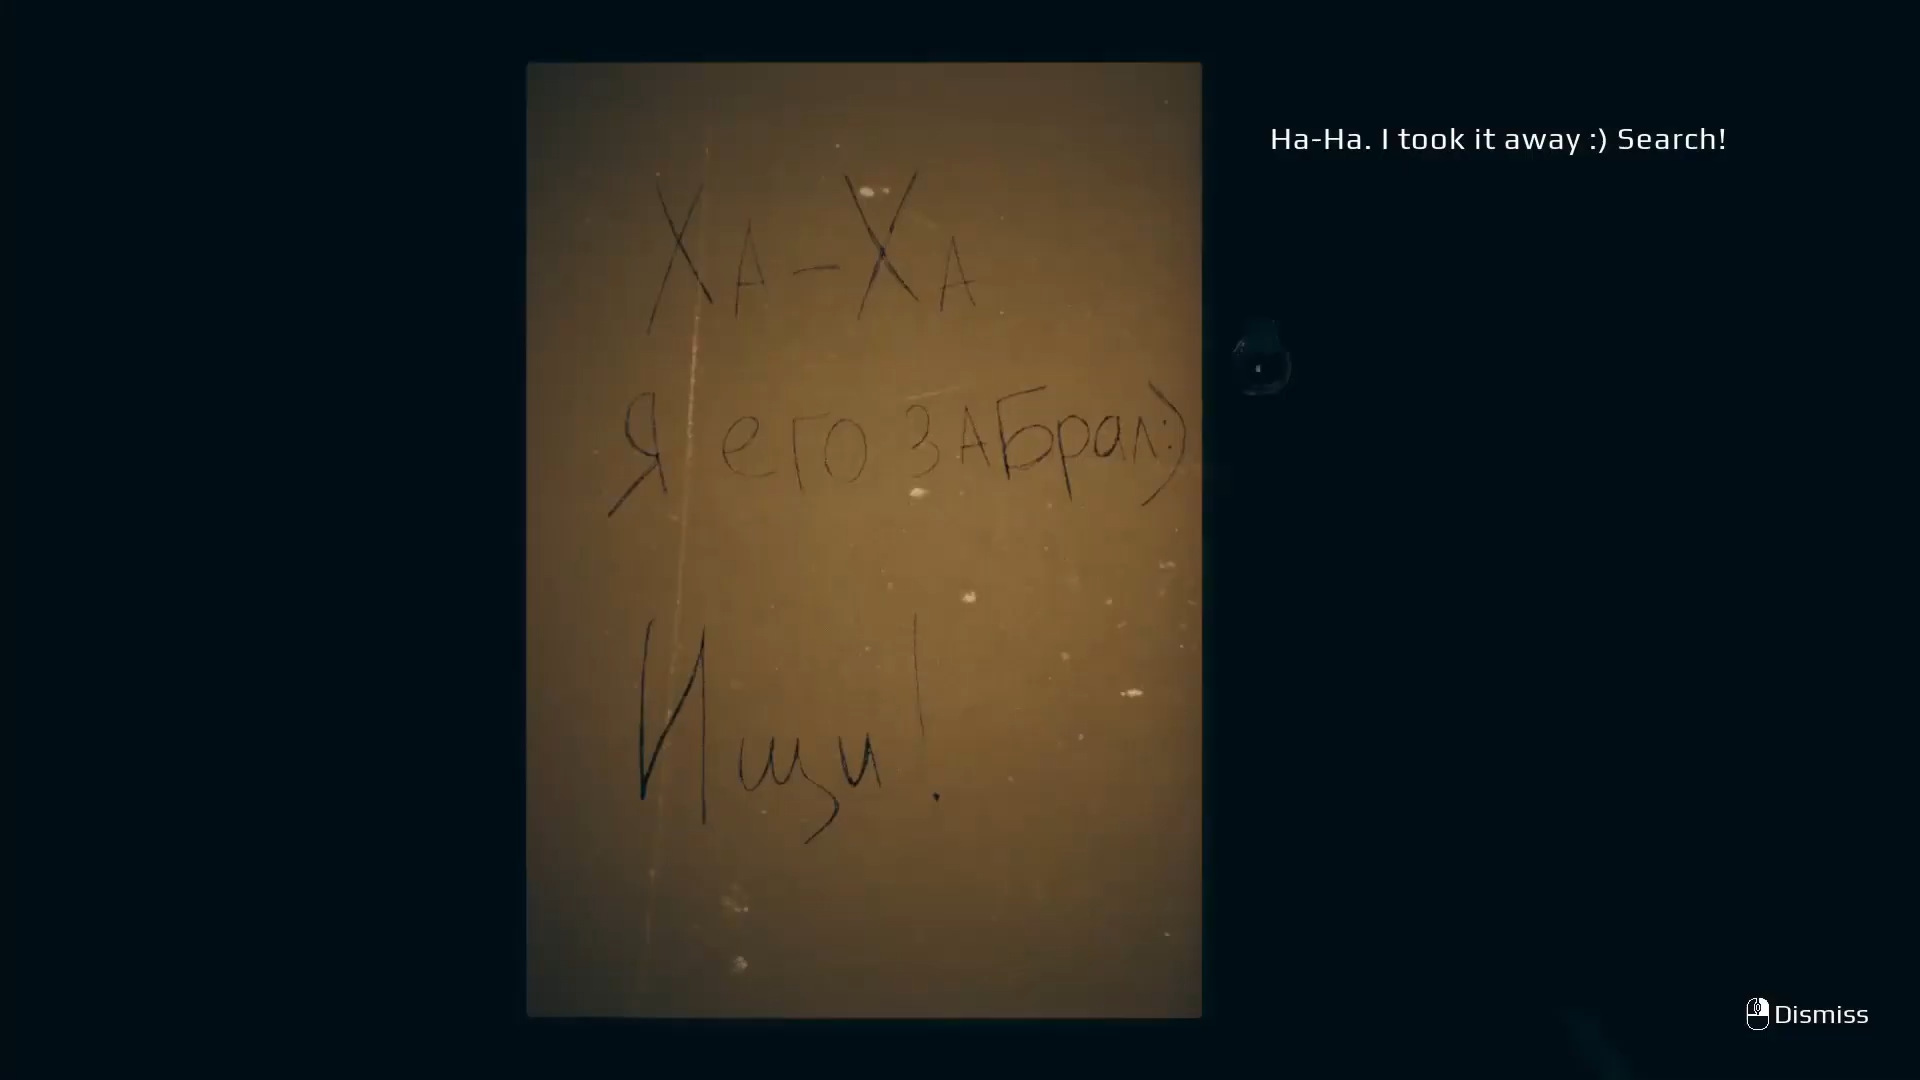 Ха-Ха
Я его забрал:)
Ищи!
Ha-Ha. I took it away :) Search!
Dismiss